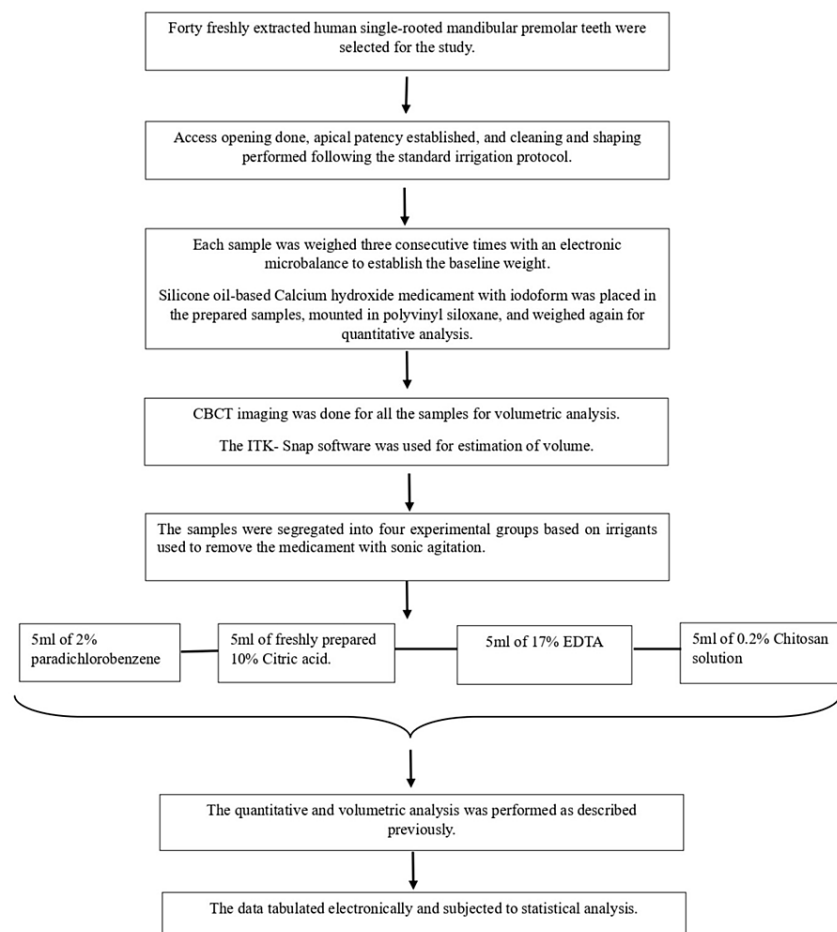 Forty freshly extracted human single-rooted mandibular premolar teeth were
selected for the study.
Access opening done, apical patency established, and cleaning and shaping
performed following the standard irrigation protocol.
Each sample was weighed three consecutive times with an electronic
microbalance to establish the baseline weight.
Silicone oil-based Calcium hydroxide medicament with iodoform was placed in
the prepared samples, mounted in polyvinyl siloxane, and weighed again for
quantitative analysis.
CBCT imaging was done for all the samples for volumetric analysis.
The ITK- Snap software was used for estimation of volume.
The samples were segregated into four experimental groups based on irrigants
used to remove the medicament with sonic agitation.
5ml of 2%
paradichlorobenzene
5ml of freshly prepared
10% Citric acid.
5ml of 17% EDTA
5ml of 0.2% Chitosan
solution
The quantitative and volumetric analysis was performed as described
previously.
The data tabulated electronically and subjected to statistical analysis.